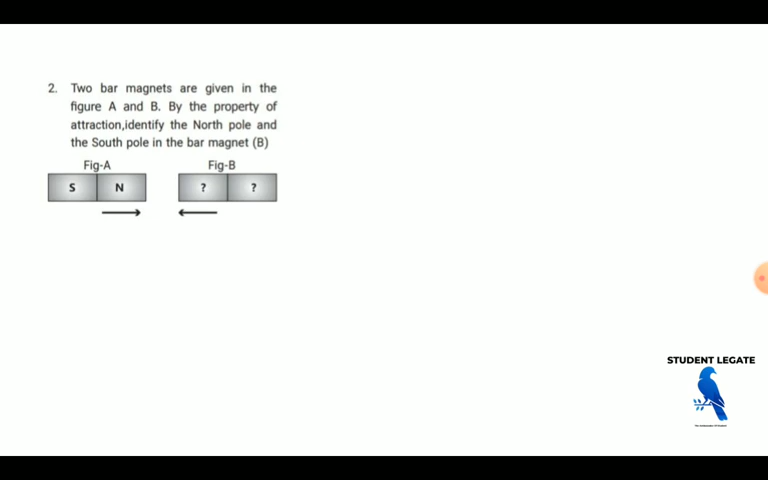 2. Two bar magnets are given in the
figure A and B. By the property of
attraction,identify the North pole and
the South pole in the bar magnet (B)
Fig-A Fig-B
S N ? ?
STUDENT LEGATE